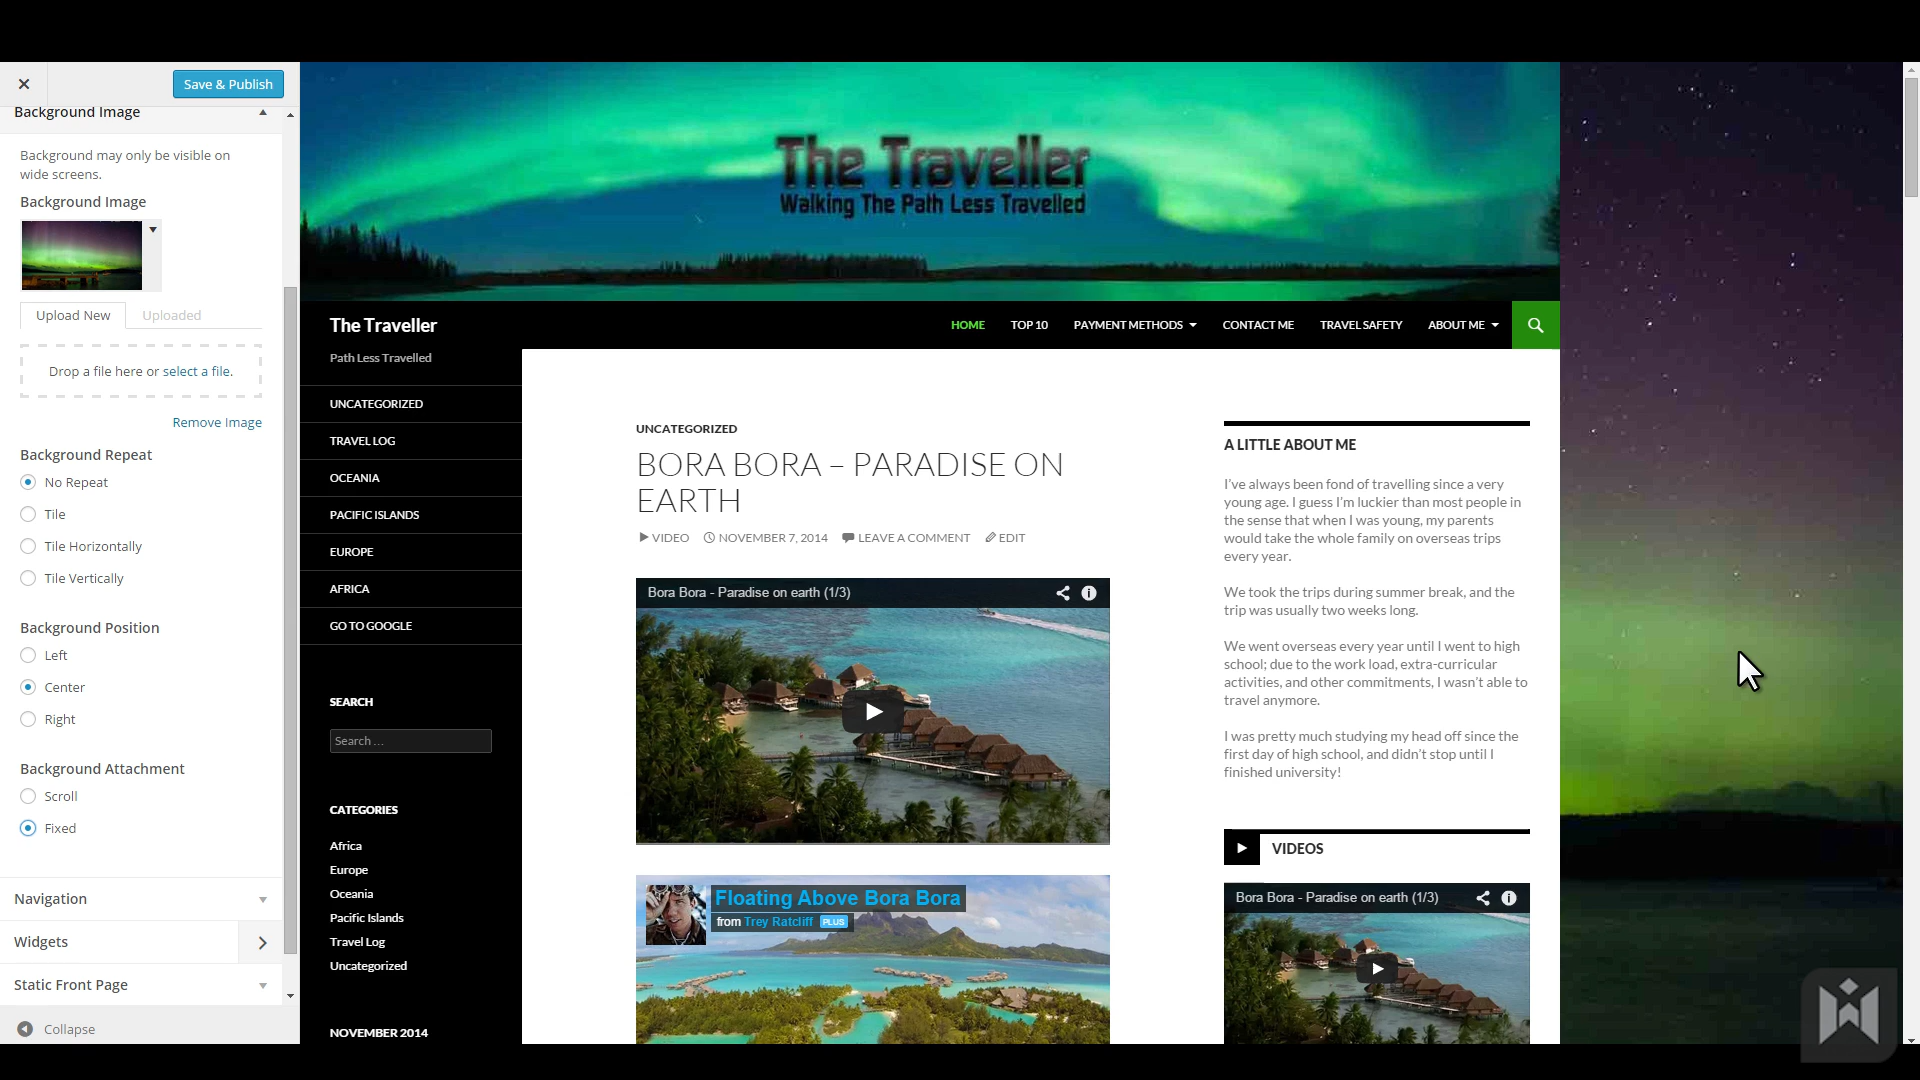 Save & Publish
Background Image
Background may only be visible on
wide screens.
Background Image
Upload New
Uploaded
Drop a file here or select a file.
Remove Image
Background Repeat
No Repeat
Tile
Tile Horizontally
Tile Vertically
Background Position
Left
Center
Right
Background Attachment
Scroll
Fixed
Navigation
Widgets
Static Front Page
Collapse
The Traveller
Walking The Path Less Travelled
The Traveller
HOME
TOP 10
PAYMENT METHODS
CONTACT ME
TRAVEL SAFETY
ABOUT ME
Path Less Travelled
UNCATEGORIZED
TRAVEL LOG
OCEANIA
PACIFIC ISLANDS
EUROPE
AFRICA
GO TO GOOGLE
SEARCH
Search ...
CATEGORIES
Africa
Europe
Oceania
Pacific Islands
Travel Log
Uncategorized
NOVEMBER 2014
UNCATEGORIZED
BORA BORA – PARADISE ON
EARTH
VIDEO
NOVEMBER 7, 2014
LEAVE A COMMENT
EDIT
Bora Bora - Paradise on earth (1/3)
Floating Above Bora Bora
from Trey Ratcliff PLUS
A LITTLE ABOUT ME
I've always been fond of travelling since a very
young age. I guess I'm luckier than most people in
the sense that when I was young, my parents
would take the whole family on overseas trips
every year.
We took the trips during summer break, and the
trip was usually two weeks long.
We went overseas every year until I went to high
school; due to the work load, extra-curricular
activities, and other commitments, I wasn't able to
travel anymore.
I was pretty much studying my head off since the
first day of high school, and didn't stop until I
finished university!
VIDEOS
Bora Bora - Paradise on earth (1/3)